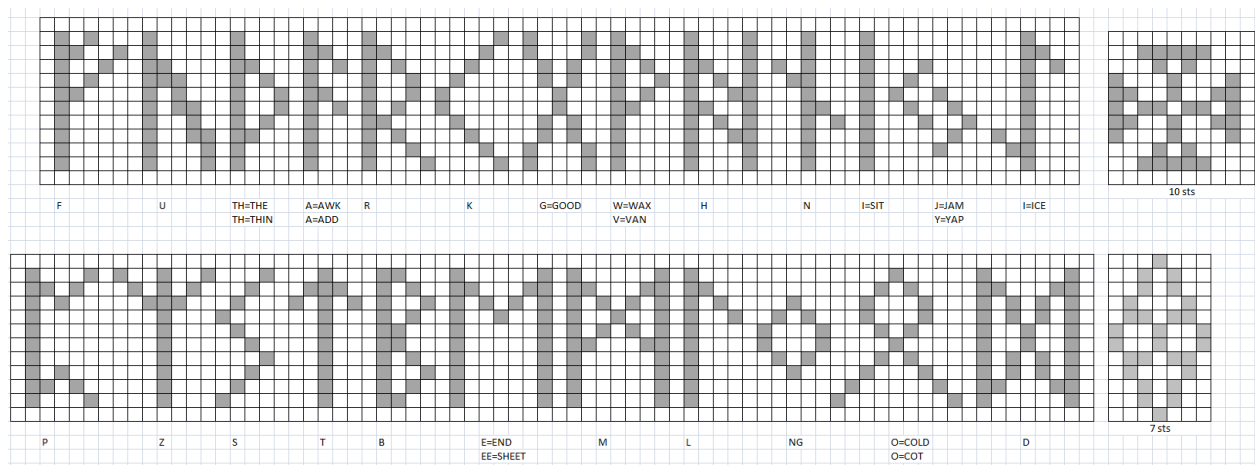 10 sts
F U TH=THE A=AWK R K G=GOOD W=WAX H N I=SIT J=JAM I=ICE
TH=THIN A=ADD V=VAN Y=YAP
7 sts
P Z S T B E=END M L NG O=COLD D
EE=SHEET O=COT